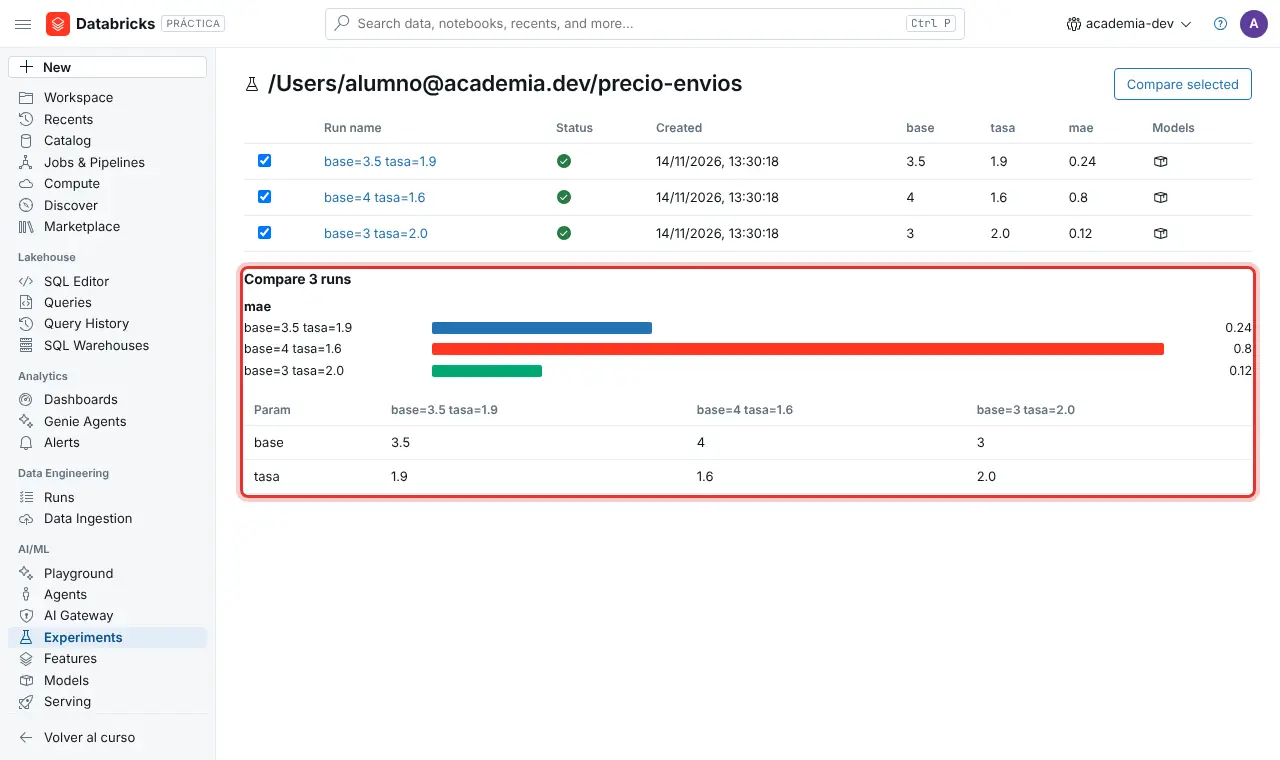 Databricks PRÁCTICA
Search data, notebooks, recents, and more... Ctrl P
academia-dev
A
New
Workspace
Recents
Catalog
Jobs & Pipelines
Compute
Discover
Marketplace
Lakehouse
SQL Editor
Queries
Query History
SQL Warehouses
Analytics
Dashboards
Genie Agents
Alerts
Data Engineering
Runs
Data Ingestion
AI/ML
Playground
Agents
AI Gateway
Experiments
Features
Models
Serving
Volver al curso
/Users/alumno@academia.dev/precio-envios
Compare selected
Run name Status Created base tasa mae Models
base=3.5 tasa=1.9 14/11/2026, 13:30:18 3.5 1.9 0.24
base=4 tasa=1.6 14/11/2026, 13:30:18 4 1.6 0.8
base=3 tasa=2.0 14/11/2026, 13:30:18 3 2.0 0.12
Compare 3 runs
mae
base=3.5 tasa=1.9 0.24
base=4 tasa=1.6 0.8
base=3 tasa=2.0 0.12
Param base=3.5 tasa=1.9 base=4 tasa=1.6 base=3 tasa=2.0
base 3.5 4 3
tasa 1.9 1.6 2.0